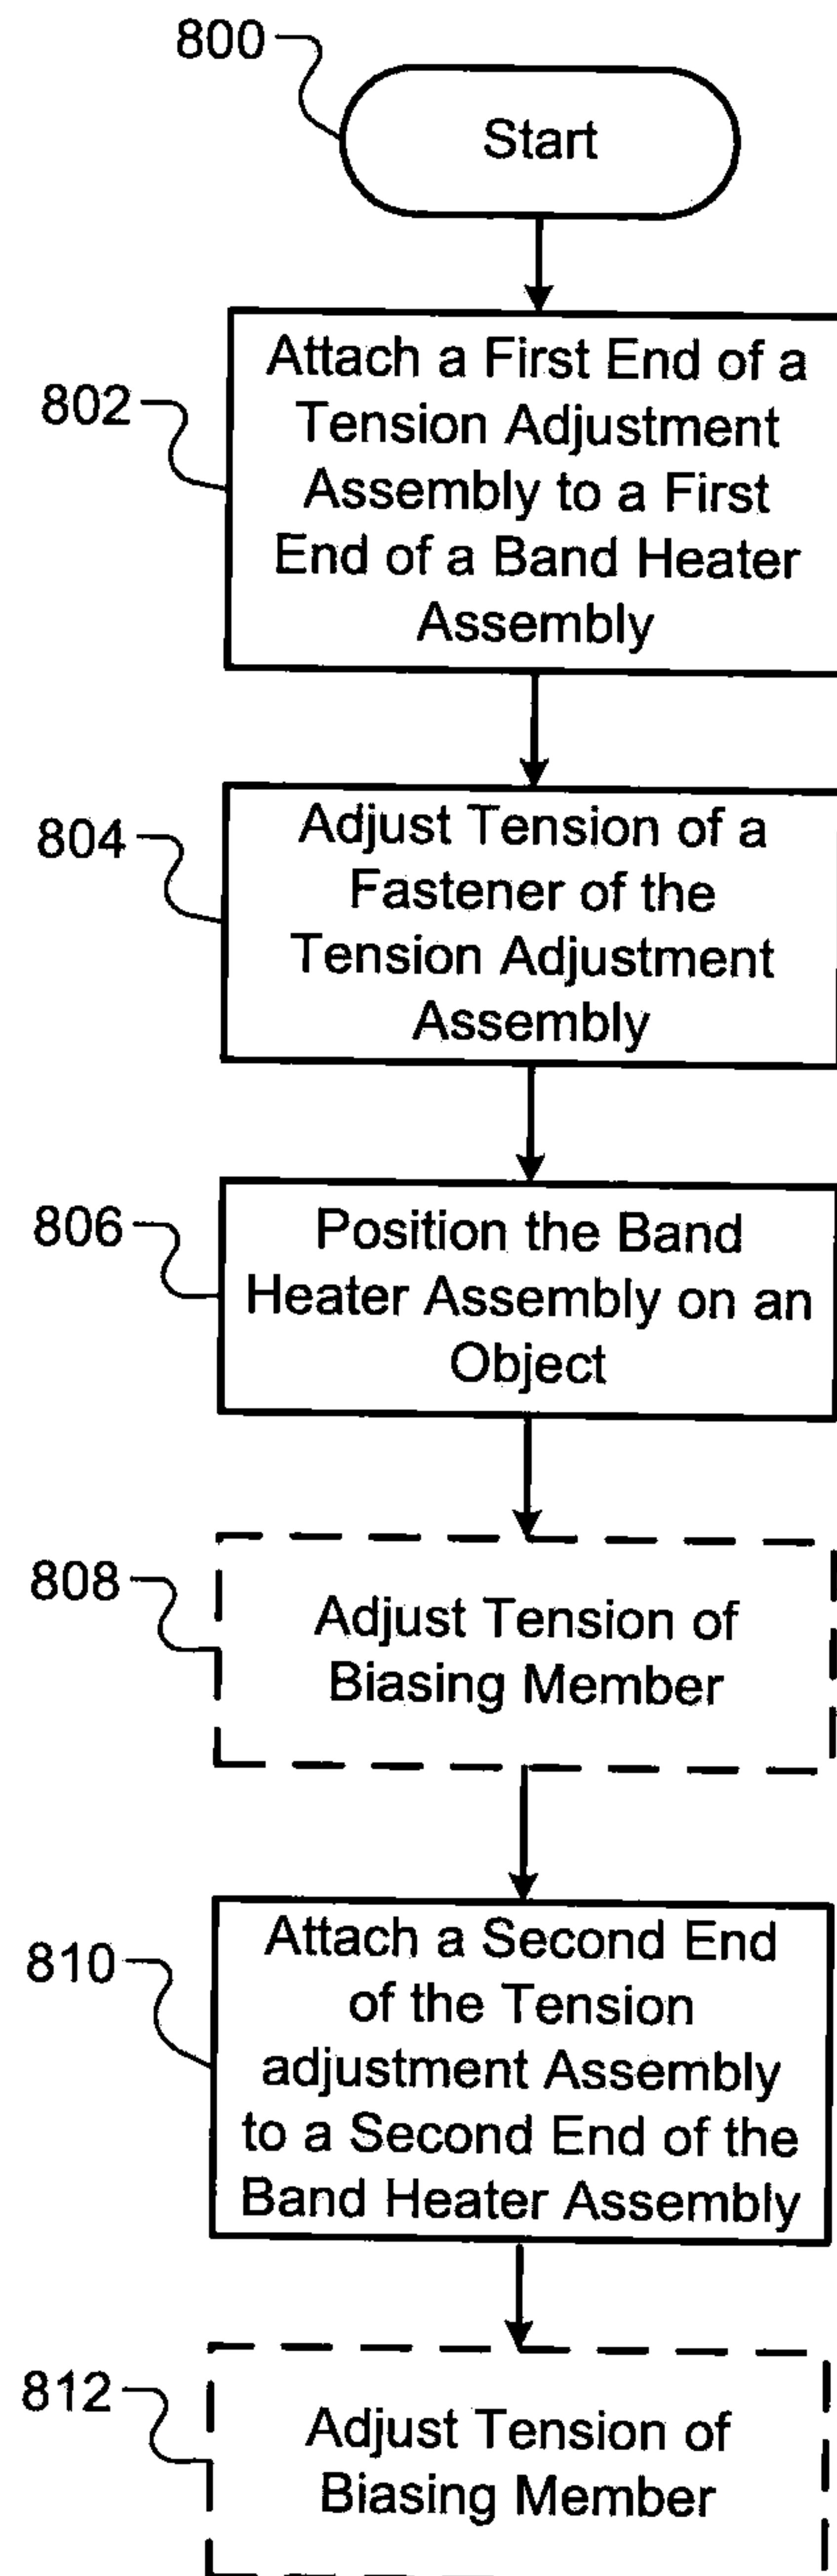 800
Start
802
Attach a First End of a
Tension Adjustment
Assembly to a First
End of a Band Heater
Assembly
804
Adjust Tension of a
Fastener of the
Tension Adjustment
Assembly
806
Position the Band
Heater Assembly on an
Object
808
Adjust Tension of
Biasing Member
810
Attach a Second End
of the Tension
adjustment Assembly
to a Second End of the
Band Heater Assembly
812
Adjust Tension of
Biasing Member